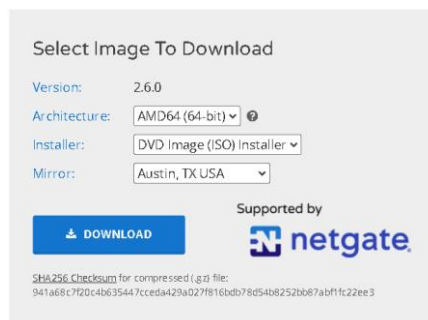 Select Image To Download
Version: 2.6.0
Architecture: AMD64 (64-bit)
Installer: DVD Image (ISO) Installer
Mirror: Austin, TX USA
Supported by
DOWNLOAD
netgate
SHA256 Checksum for compressed (.gz) file:
941a68c7f20c4b635447cceda429a027f816bdb78d54b8252bb87abf1fc22ee3